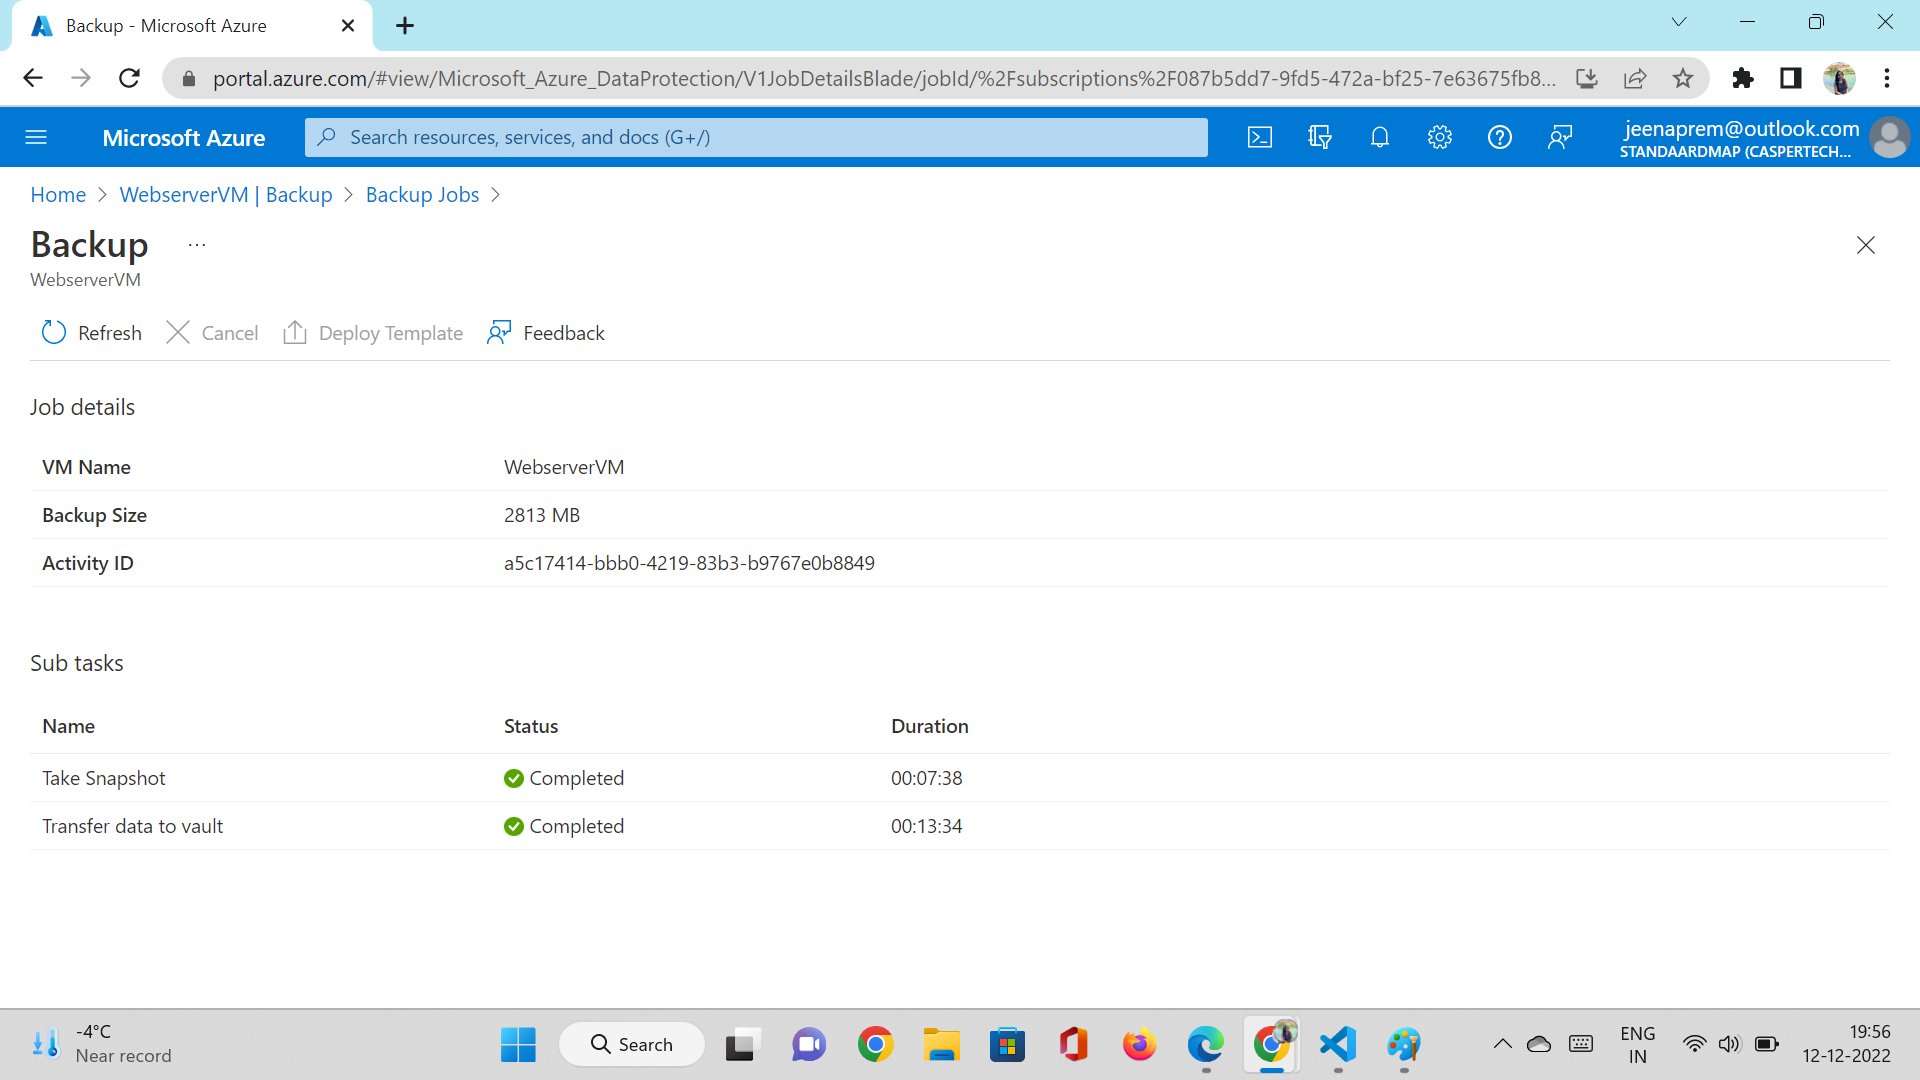 Backup - Microsoft Azure
portal.azure.com/#view/Microsoft_Azure_DataProtection/V1JobDetailsBlade/jobId/%2Fsubscriptions%2F087b5dd7-9fd5-472a-bf25-7e63675fb8...
Microsoft Azure
Search resources, services, and docs (G+/)
jeenaprem@outlook.com
STANDAARDMAP (CASPERTECH...
Home > WebserverVM | Backup > Backup Jobs >
Backup ...
WebserverVM
Refresh Cancel Deploy Template Feedback
Job details
VM Name WebserverVM
Backup Size 2813 MB
Activity ID a5c17414-bbb0-4219-83b3-b9767e0b8849
Sub tasks
Name Status Duration
Take Snapshot Completed 00:07:38
Transfer data to vault Completed 00:13:34
-4°C
Near record
Search
ENG
IN
19:56
12-12-2022